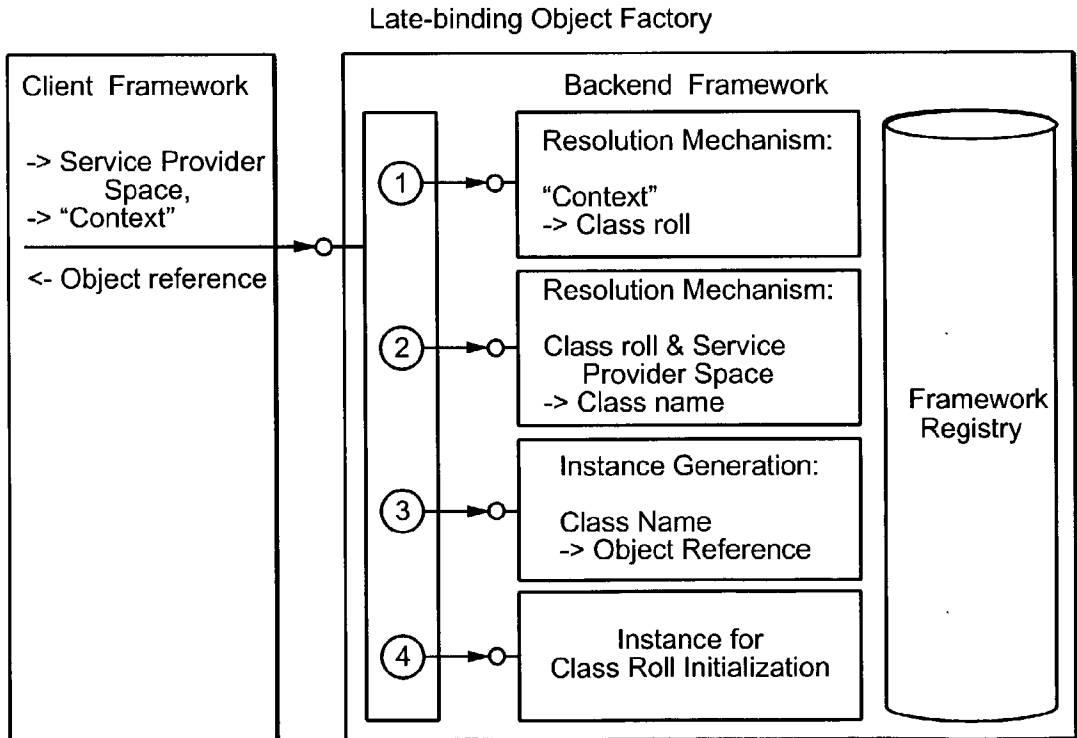 Late-binding Object Factory
Client Framework
-> Service Provider
Space,
-> “Context”
<- Object reference
Backend Framework
1
Resolution Mechanism:
“Context”
-> Class roll
2
Resolution Mechanism:
Class roll & Service
Provider Space
-> Class name
3
Instance Generation:
Class Name
-> Object Reference
4
Instance for
Class Roll Initialization
Framework
Registry